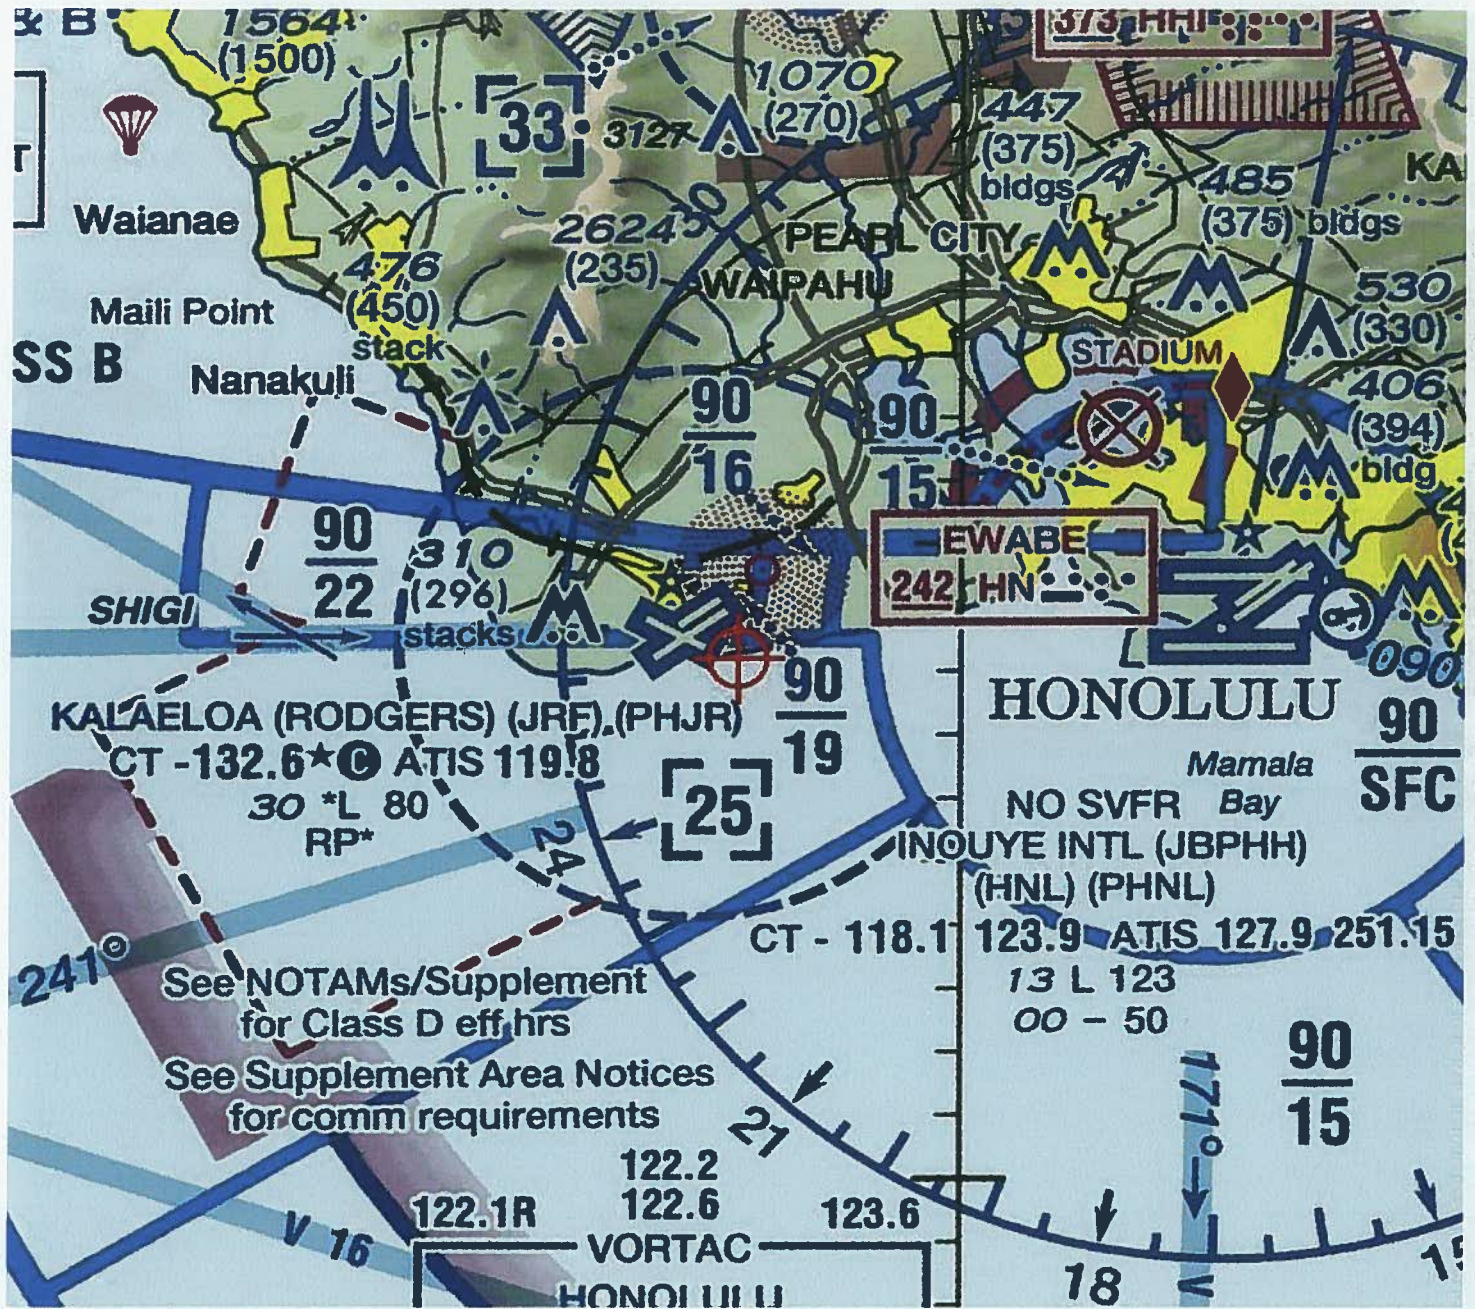 & B
1564
(1500)
373 HHI
33
3127
1070
(270)
447
(375)
bldgs
485
(375) bldgs
KA
T
Waianae
2624
(235)
30
PEARL CITY
WAIPAHU
476
(450)
stack
Maili Point
530
(330)
SS B
STADIUM
Nanakuli
406
(394)
bldg
90
16
90
15
90
22
310
(296)
stacks
EWABE
242 HN
SHIGI
090
KALAELOA (RODGERS) (JRF) (PHJR)
CT - 132.6 ★ C ATIS 119.8
30 *L 80
RP*
90
19
HONOLULU
90
SFC
Mamala
Bay
25
24
NO SVFR
INOUYE INTL (JBPHH)
(HNL) (PHNL)
CT - 118.1 123.9 ATIS 127.9 251.15
13 L 123
00 - 50
241°
See NOTAMs/Supplement
for Class D eff hrs
See Supplement Area Notices
for comm requirements
90
15
171°
21
122.2
122.1R 122.6 123.6
V 16
VORTAC
HONOLULU
18
V
15